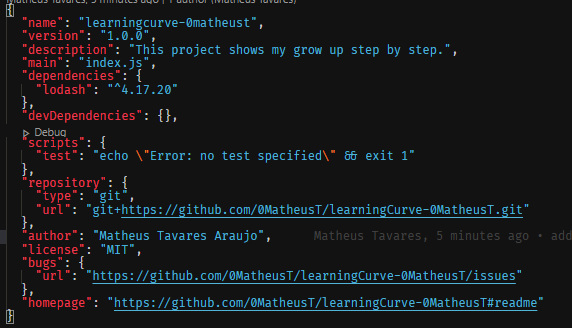 Matheus Tavares, 5 minutes ago | 1 author (Matheus Tavares)
{
"name": "learningcurve-0matheust",
"version": "1.0.0",
"description": "This project shows my grow up step by step.",
"main": "index.js",
"dependencies": {
"lodash": "^4.17.20"
},
"devDependencies": {},
Debug
"scripts": {
"test": "echo \"Error: no test specified\" && exit 1"
},
"repository": {
"type": "git",
"url": "git+https://github.com/0MatheusT/learningCurve-0MatheusT.git"
},
"author": "Matheus Tavares Araujo", Matheus Tavares, 5 minutes ago • add
"license": "MIT",
"bugs": {
"url": "https://github.com/0MatheusT/learningCurve-0MatheusT/issues"
},
"homepage": "https://github.com/0MatheusT/learningCurve-0MatheusT#readme"
}